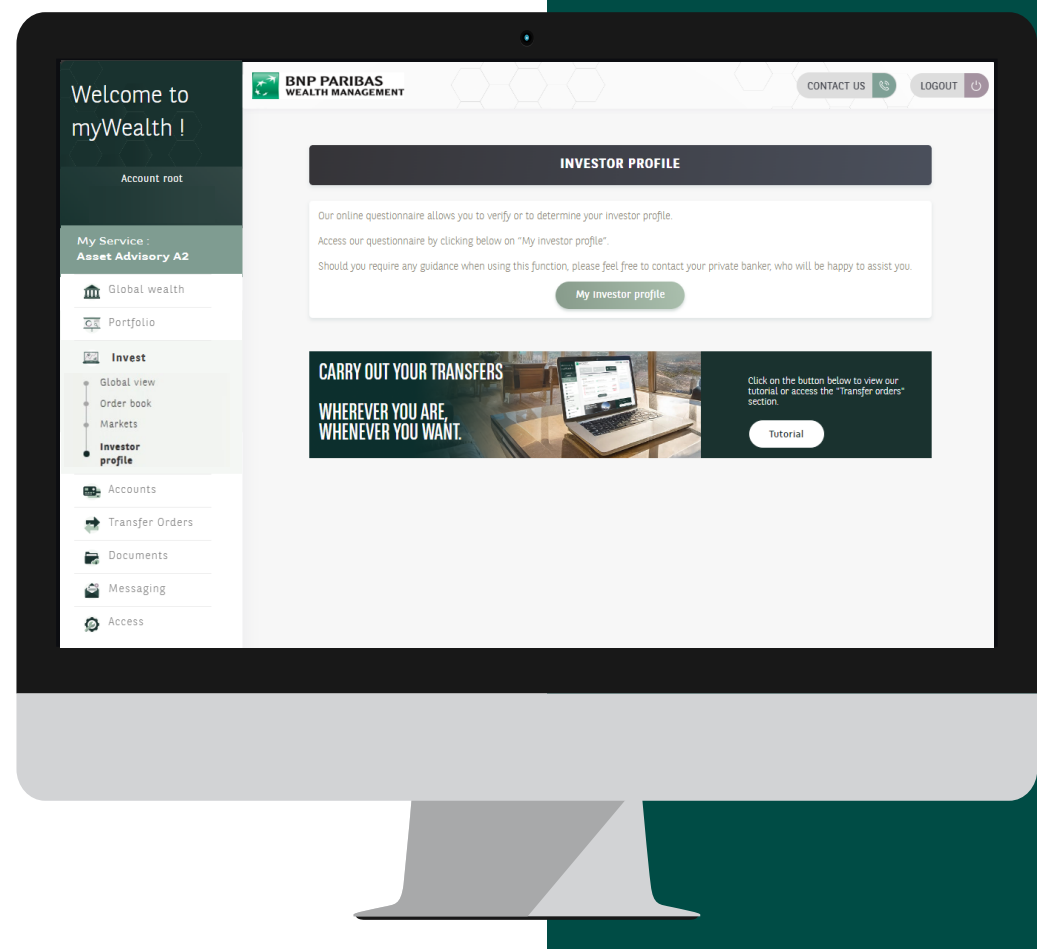 Welcome to
myWealth !
Account root
My Service :
Asset Advisory A2
Global wealth
Portfolio
Invest
Global view
Order book
Markets
Investor
profile
Accounts
Transfer Orders
Documents
Messaging
Access
BNP PARIBAS
WEALTH MANAGEMENT
CONTACT US
LOGOUT
INVESTOR PROFILE
Our online questionnaire allows you to verify or to determine your investor profile.
Access our questionnaire by clicking below on "My investor profile".
Should you require any guidance when using this function, please feel free to contact your private banker, who will be happy to assist you.
My investor profile
CARRY OUT YOUR TRANSFERS
WHEREVER YOU ARE,
WHENEVER YOU WANT.
Click on the button below to view our
tutorial or access the "Transfer orders"
section.
Tutorial